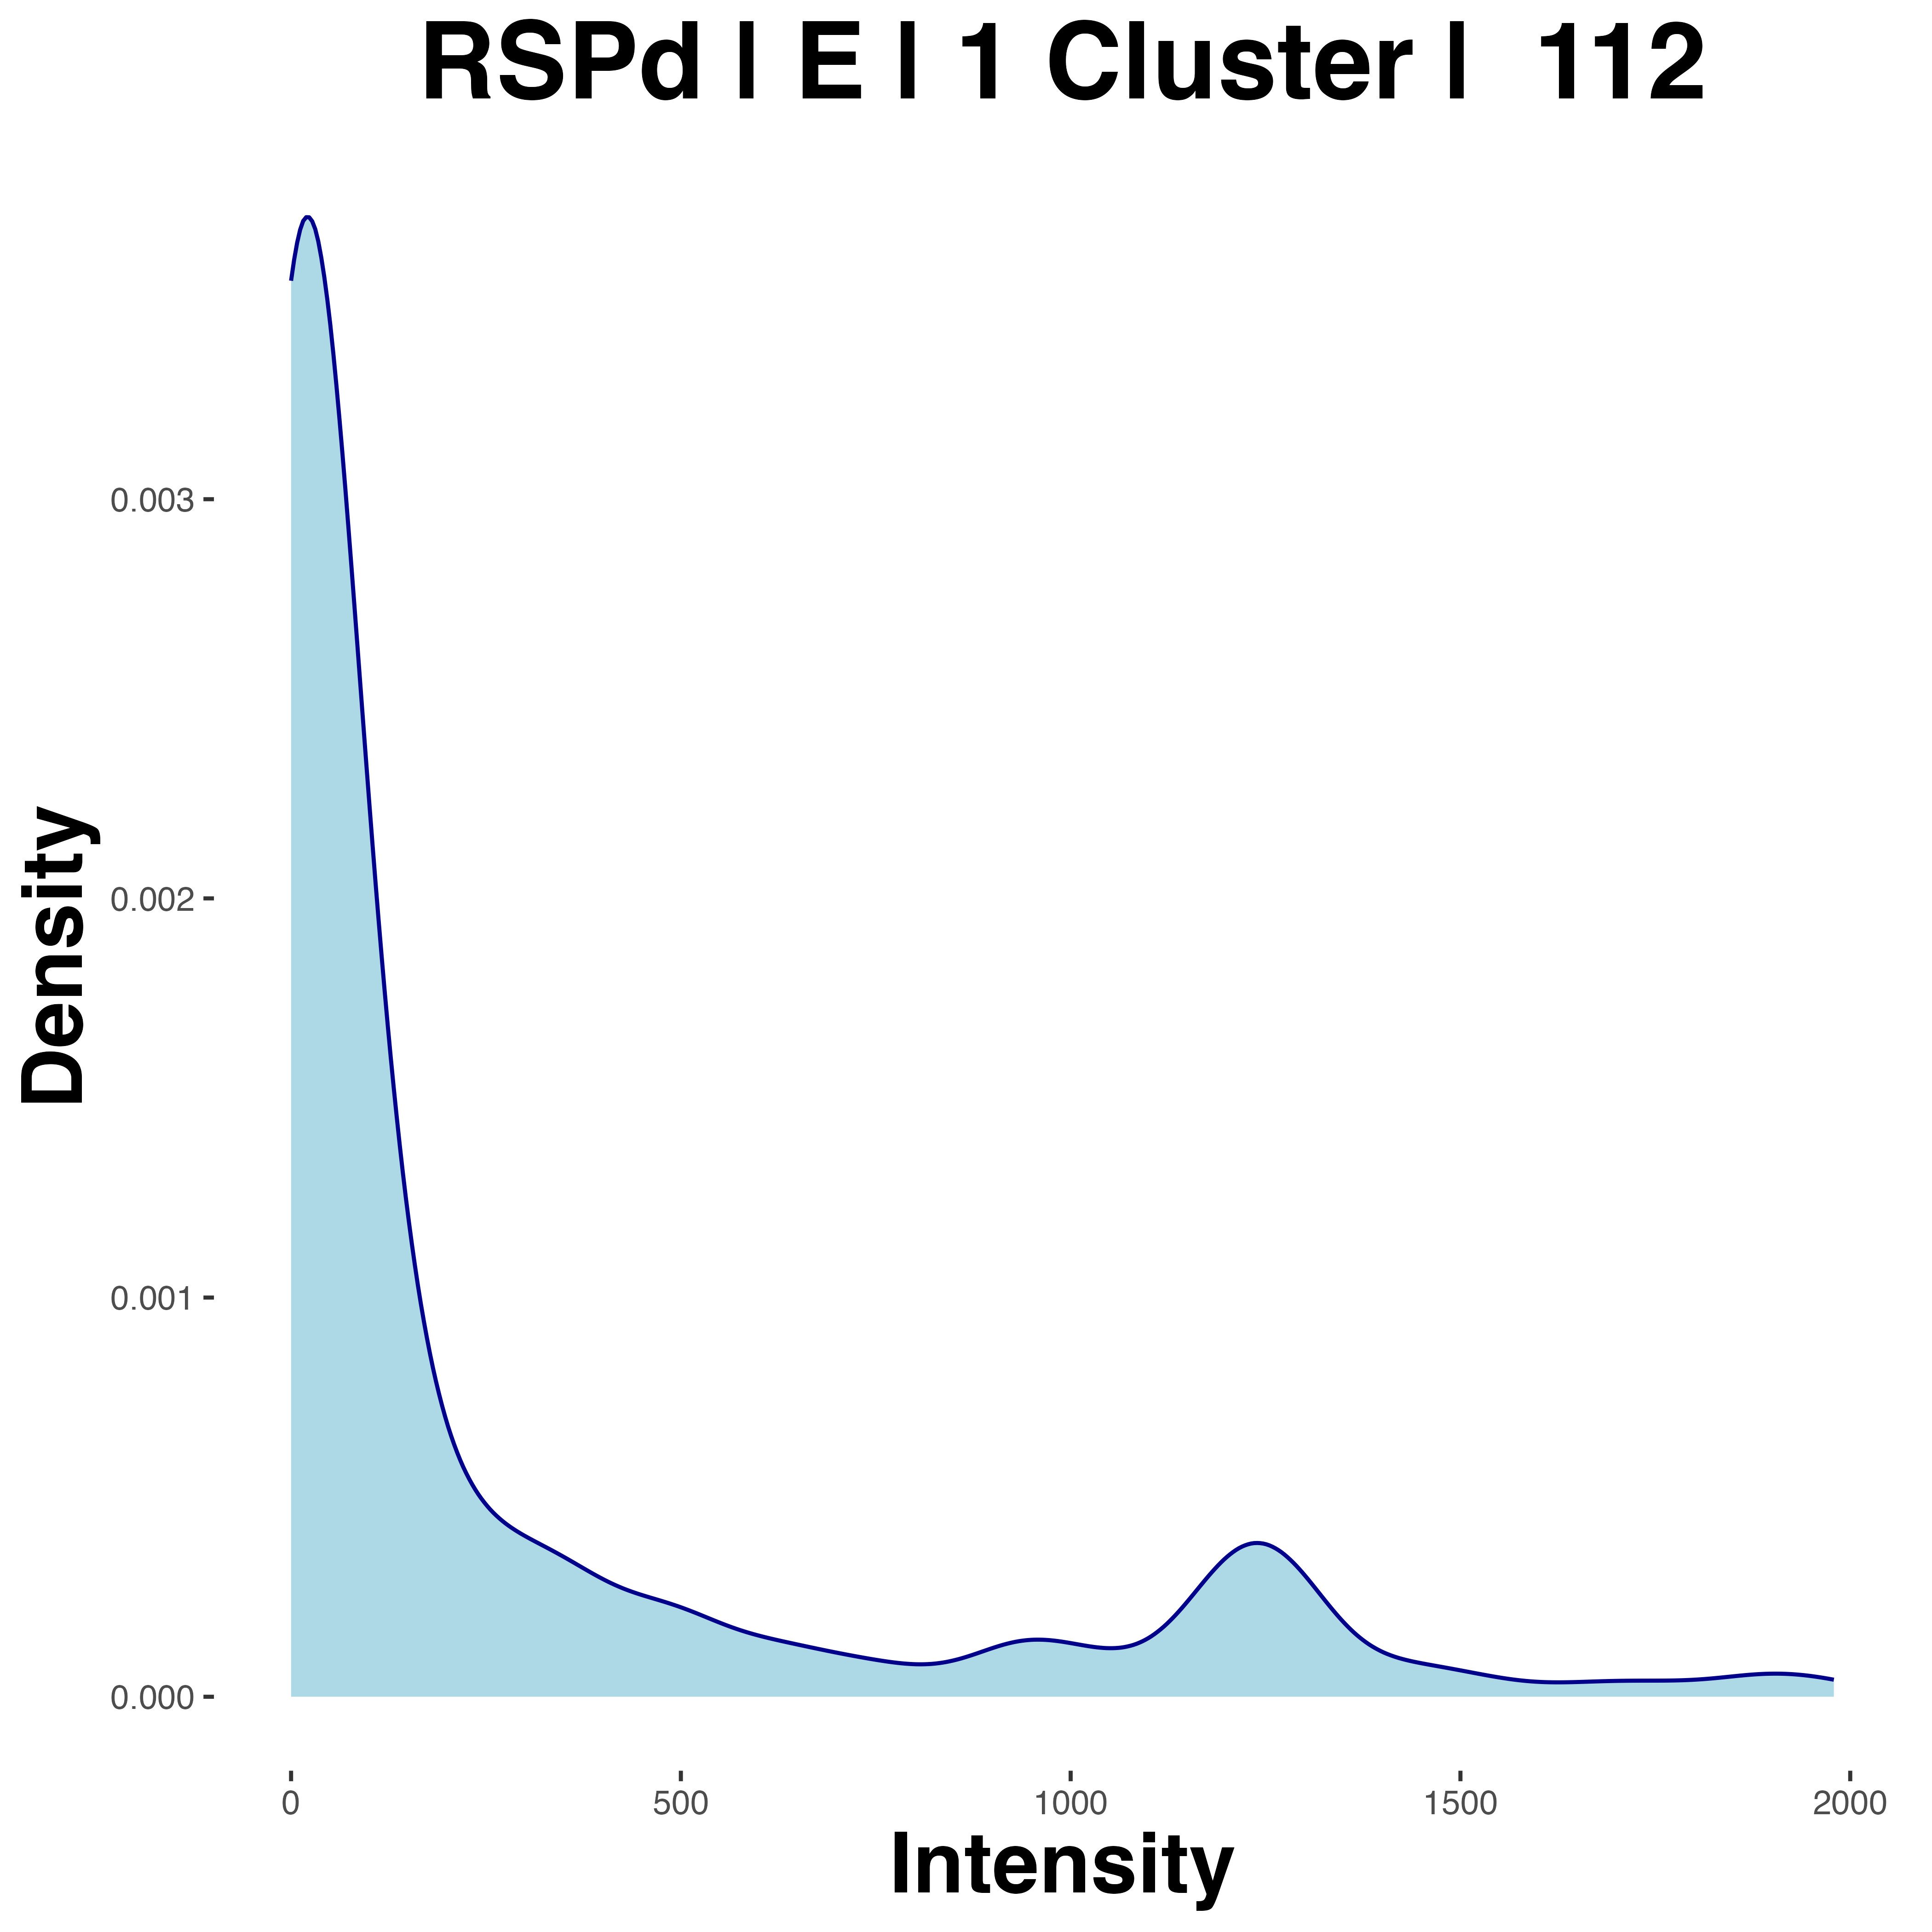 RSPd | E | 1 Cluster |  112
Density
0.003
0.002
0.001
0.000
0 500 1000 1500 2000
Intensity